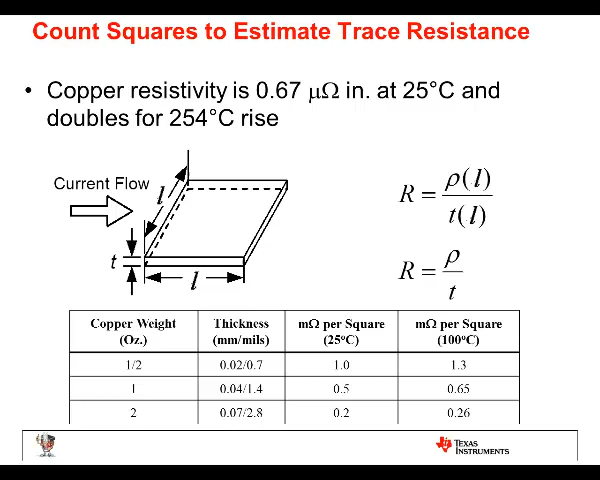 Count Squares to Estimate Trace Resistance
• Copper resistivity is 0.67 μΩ in. at 25°C and
doubles for 254°C rise
Current Flow
l
t
l
R = ρ(l) / t(l)
R = ρ / t
Copper Weight (Oz.) Thickness (mm/mils) mΩ per Square (25°C) mΩ per Square (100°C)
1/2 0.02/0.7 1.0 1.3
1 0.04/1.4 0.5 0.65
2 0.07/2.8 0.2 0.26
TEXAS
INSTRUMENTS